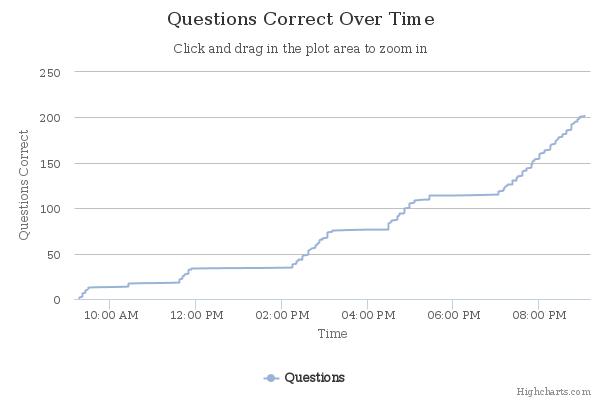 Questions Correct Over Time
Click and drag in the plot area to zoom in
Questions Correct
250
200
150
100
50
0
10:00 AM 12:00 PM 02:00 PM 04:00 PM 06:00 PM 08:00 PM
Time
Questions
Highcharts.com